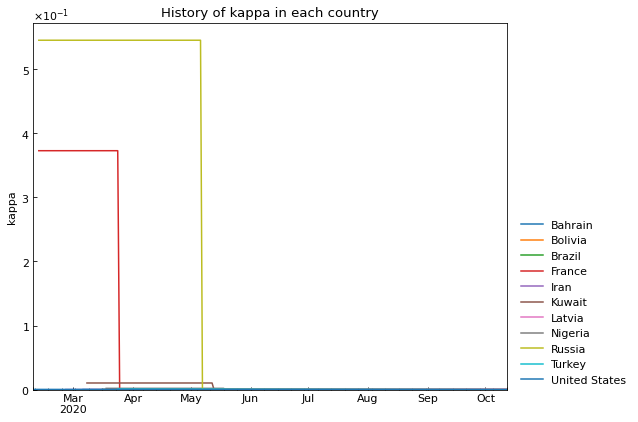 History of kappa in each country
×10⁻¹
5
4
3
2
1
0
kappa
Mar Apr May Jun Jul Aug Sep Oct
2020
Bahrain
Bolivia
Brazil
France
Iran
Kuwait
Latvia
Nigeria
Russia
Turkey
United States